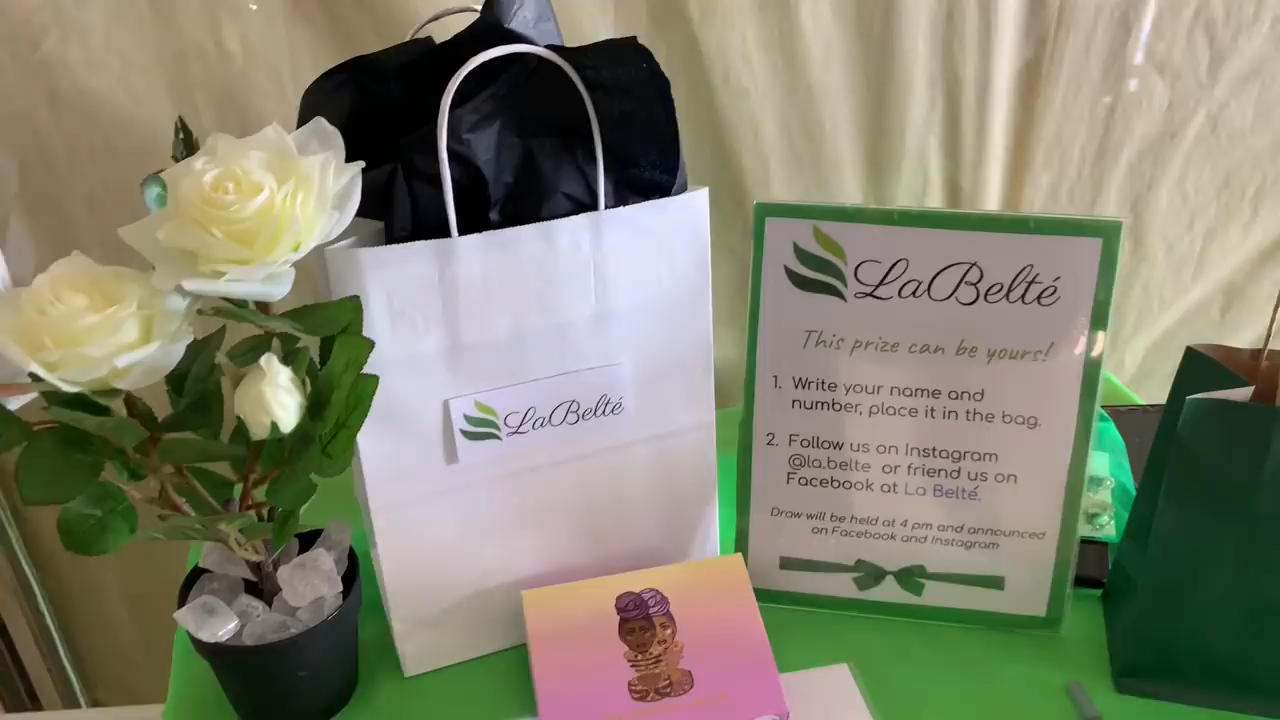 LaBelté
LaBelté
This prize can be yours!
1. Write your name and
number, place it in the bag.
2. Follow us on Instagram
@la.belte or friend us on
Facebook at La Belté.
Draw will be held at 4 pm and announced
on Facebook and Instagram